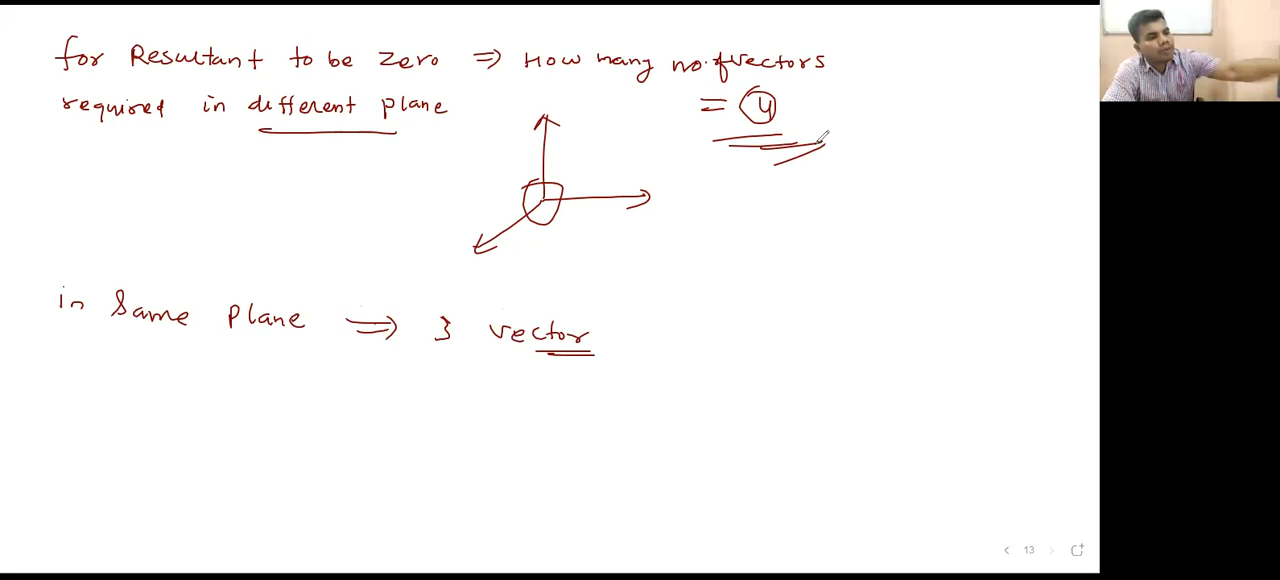 for Resultant to be zero ⇒ How many no. of vectors
required in different plane = 4
in Same plane ⇒ 3 vector
13